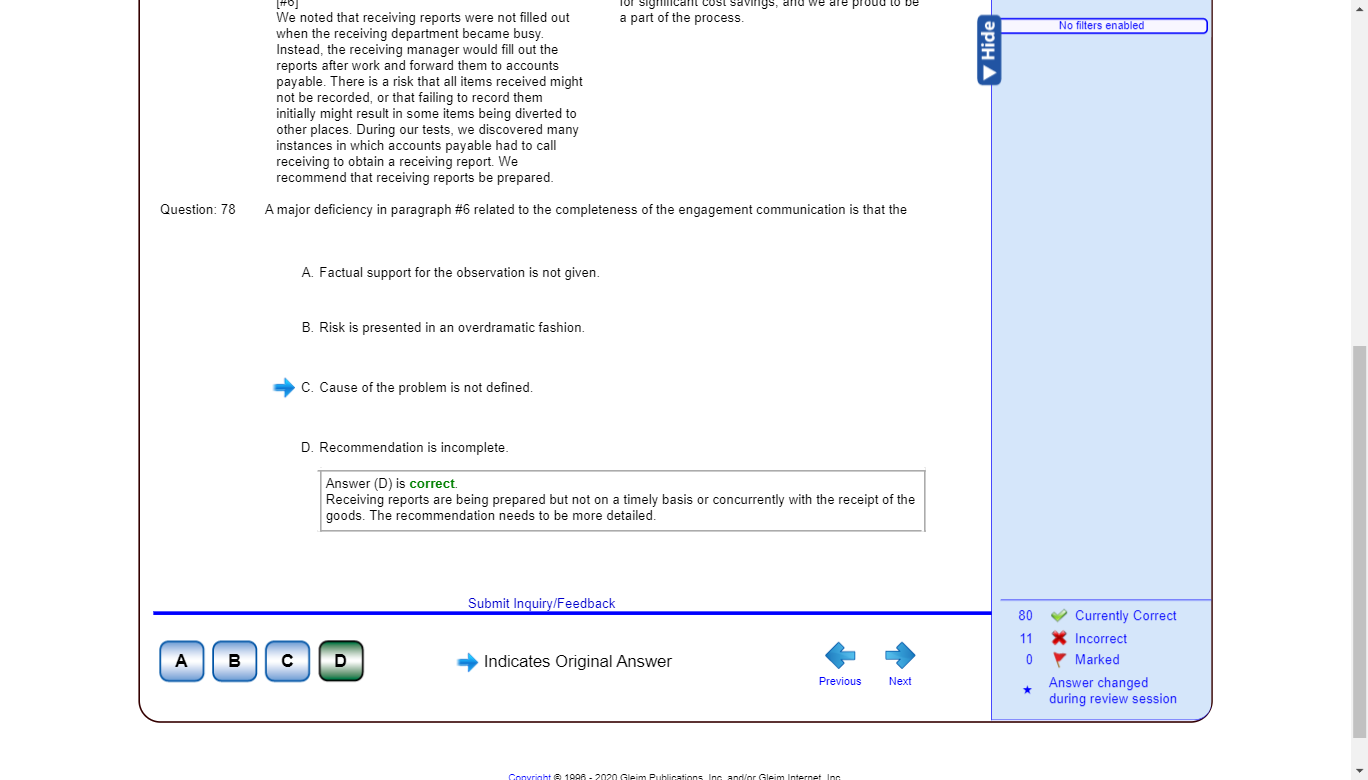 [#6]
for significant cost savings, and we are proud to be
We noted that receiving reports were not filled out
a part of the process.
when the receiving department became busy.
Instead, the receiving manager would fill out the
reports after work and forward them to accounts
payable. There is a risk that all items received might
not be recorded, or that failing to record them
initially might result in some items being diverted to
other places. During our tests, we discovered many
instances in which accounts payable had to call
receiving to obtain a receiving report. We
recommend that receiving reports be prepared.
Hide
No filters enabled
Question: 78 A major deficiency in paragraph #6 related to the completeness of the engagement communication is that the
A. Factual support for the observation is not given.
B. Risk is presented in an overdramatic fashion.
C. Cause of the problem is not defined.
D. Recommendation is incomplete.
Answer (D) is correct.
Receiving reports are being prepared but not on a timely basis or concurrently with the receipt of the
goods. The recommendation needs to be more detailed.
Submit Inquiry/Feedback
A B C D
Indicates Original Answer
Previous Next
80 Currently Correct
11 Incorrect
0 Marked
Answer changed
during review session
Copyright © 1996 - 2020 Gleim Publications, Inc. and/or Gleim Internet, Inc.